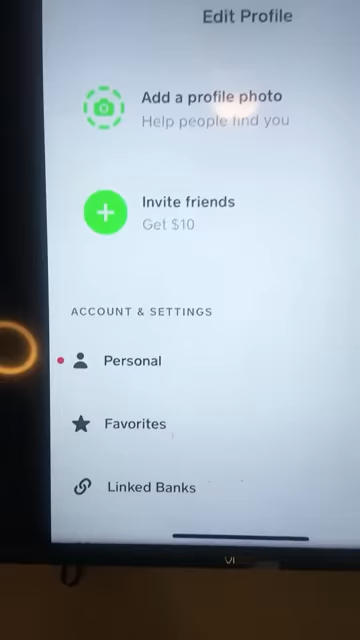 Edit Profile
Add a profile photo
Help people find you
Invite friends
Get $10
ACCOUNT & SETTINGS
Personal
Favorites
Linked Banks